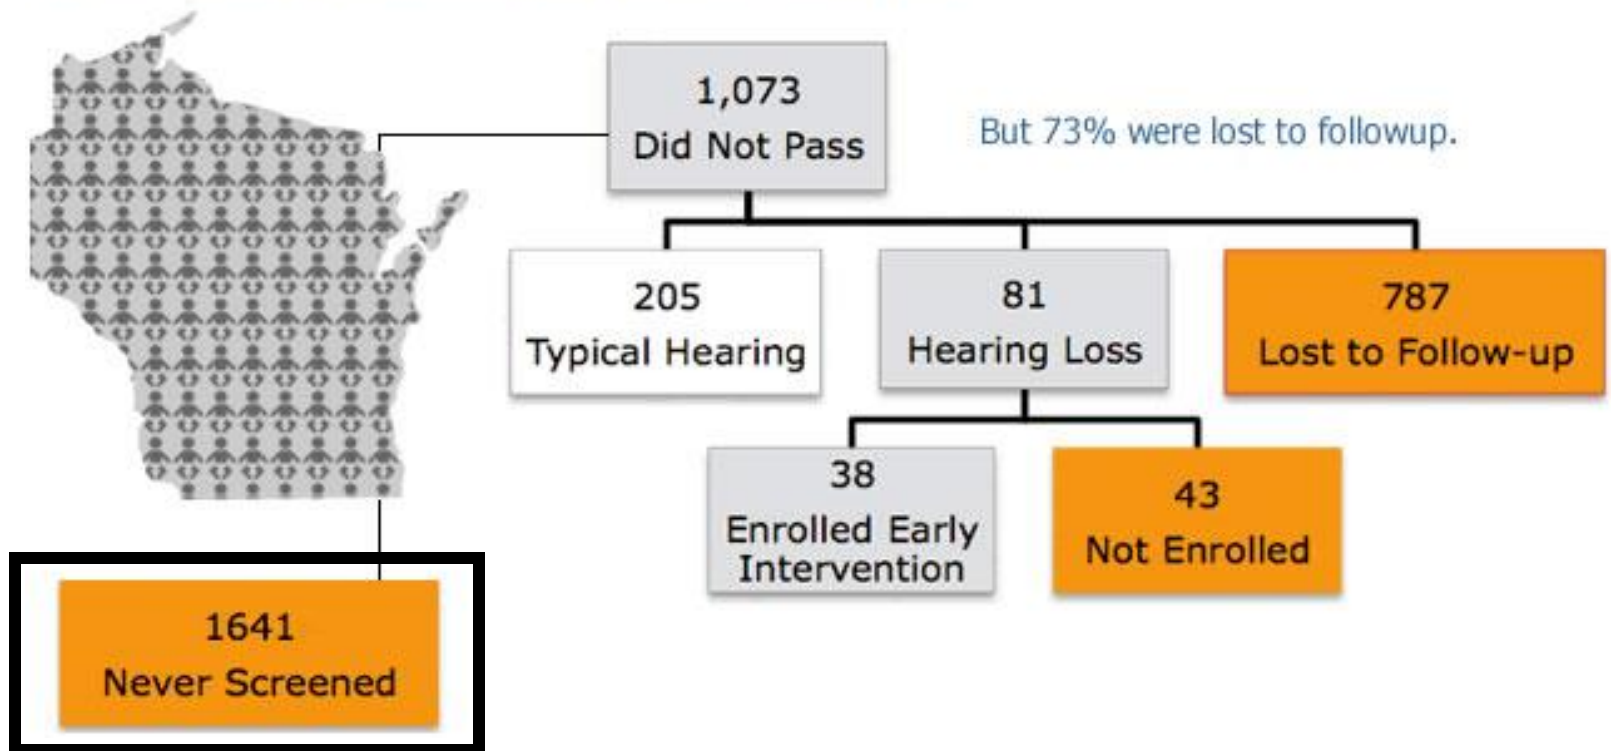 1,073
Did Not Pass
But 73% were lost to followup.
205
Typical Hearing
81
Hearing Loss
787
Lost to Follow-up
38
Enrolled Early
Intervention
43
Not Enrolled
1641
Never Screened